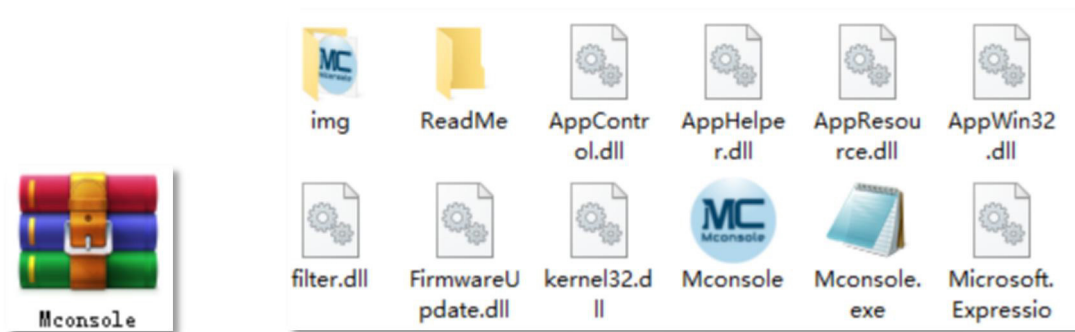 MC
Mconsole
img
ReadMe
AppContr
ol.dll
AppHelpe
r.dll
AppResou
rce.dll
AppWin32
.dll
MC
Mconsole
filter.dll
FirmwareU
pdate.dll
kernel32.d
ll
Mconsole
Mconsole.
exe
Microsoft.
Expressio
Mconsole